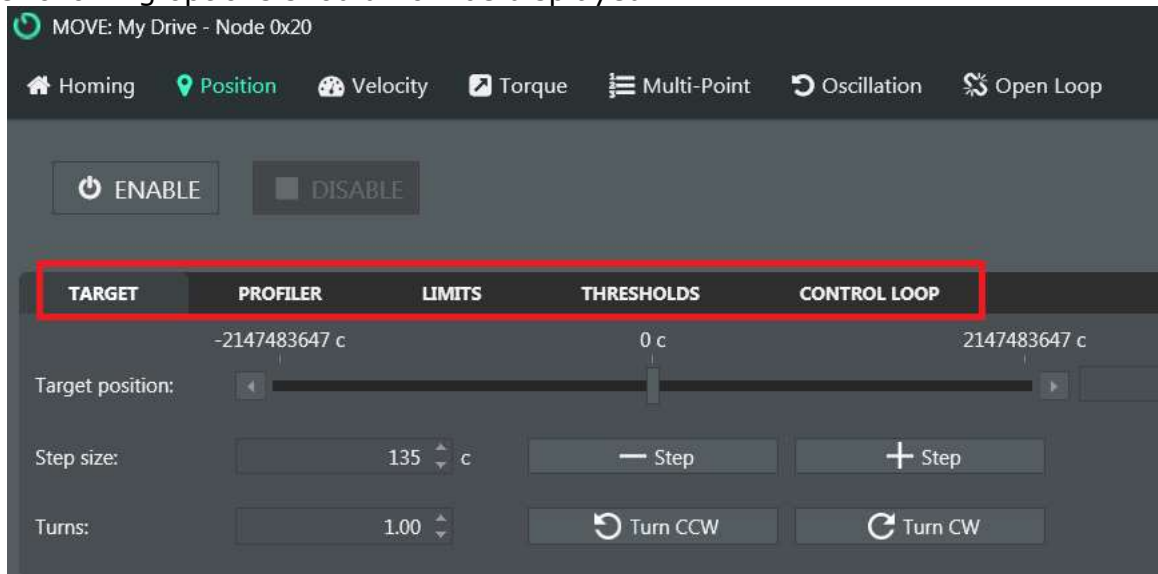 MOVE: My Drive - Node 0x20
Homing Position Velocity Torque Multi-Point Oscillation Open Loop
ENABLE DISABLE
TARGET PROFILER LIMITS THRESHOLDS CONTROL LOOP
-2147483647 c 0 c 2147483647 c
Target position:
Step size: 135 c — Step + Step
Turns: 1.00 Turn CCW Turn CW